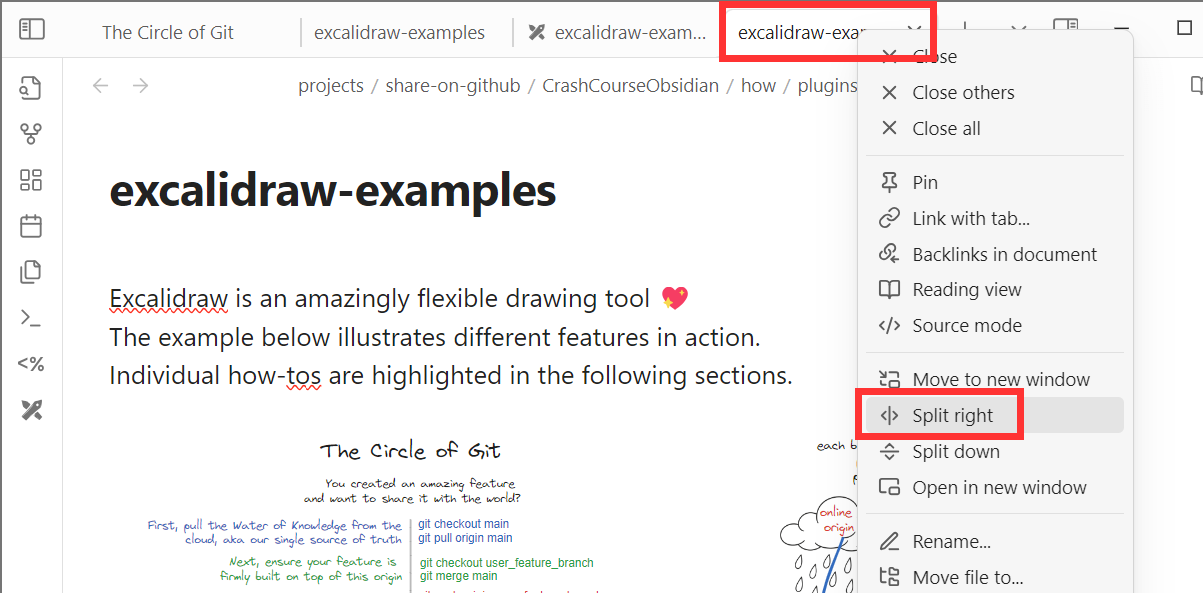 The Circle of Git
excalidraw-examples
excalidraw-exam...
excalidraw-exar
projects / share-on-github / CrashCourseObsidian / how / plugins
excalidraw-examples
Excalidraw is an amazingly flexible drawing tool 💖
The example below illustrates different features in action.
Individual how-tos are highlighted in the following sections.
The Circle of Git
You created an amazing feature
and want to share it with the world?
First, pull the Water of Knowledge from the
cloud, aka our single source of truth
git checkout main
git pull origin main
Next, ensure your feature is
firmly built on top of this origin
git checkout user_feature_branch
git merge main
each b
online
origin
Close
Close others
Close all
Pin
Link with tab...
Backlinks in document
Reading view
Source mode
Move to new window
Split right
Split down
Open in new window
Rename...
Move file to...